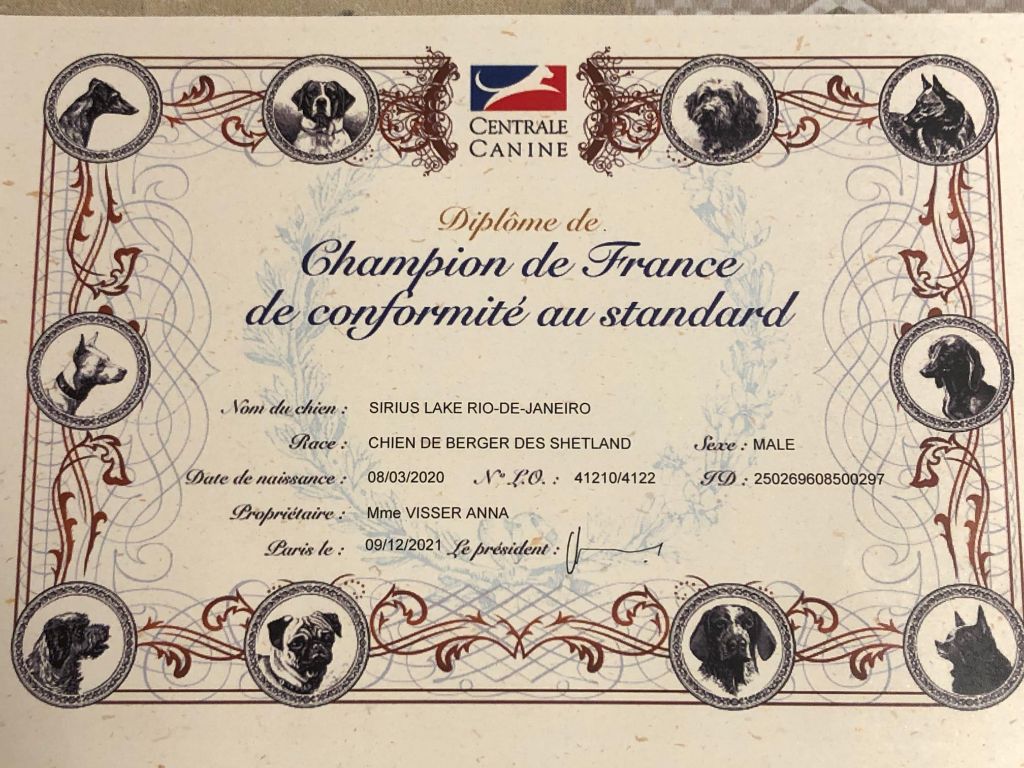 CENTRALE
CANINE
Diplôme de
Champion de France
de conformité au standard
Nom du chien : SIRIUS LAKE RIO-DE-JANEIRO
Race : CHIEN DE BERGER DES SHETLAND Sexe : MALE
Date de naissance : 08/03/2020 N° L.O. : 41210/4122 ID : 250269608500297
Propriétaire : Mme VISSER ANNA
Paris le : 09/12/2021 Le président :